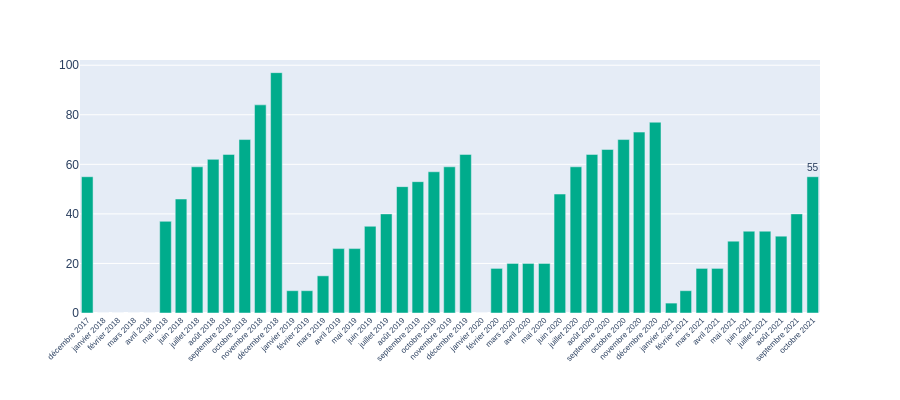 100
80
60
40
20
0
55
décembre 2017
janvier 2018
février 2018
mars 2018
avril 2018
mai 2018
juin 2018
juillet 2018
août 2018
septembre 2018
octobre 2018
novembre 2018
décembre 2018
janvier 2019
février 2019
mars 2019
avril 2019
mai 2019
juin 2019
juillet 2019
août 2019
septembre 2019
octobre 2019
novembre 2019
décembre 2019
janvier 2020
février 2020
mars 2020
avril 2020
mai 2020
juin 2020
juillet 2020
août 2020
septembre 2020
octobre 2020
novembre 2020
décembre 2020
janvier 2021
février 2021
mars 2021
avril 2021
mai 2021
juin 2021
juillet 2021
août 2021
septembre 2021
octobre 2021